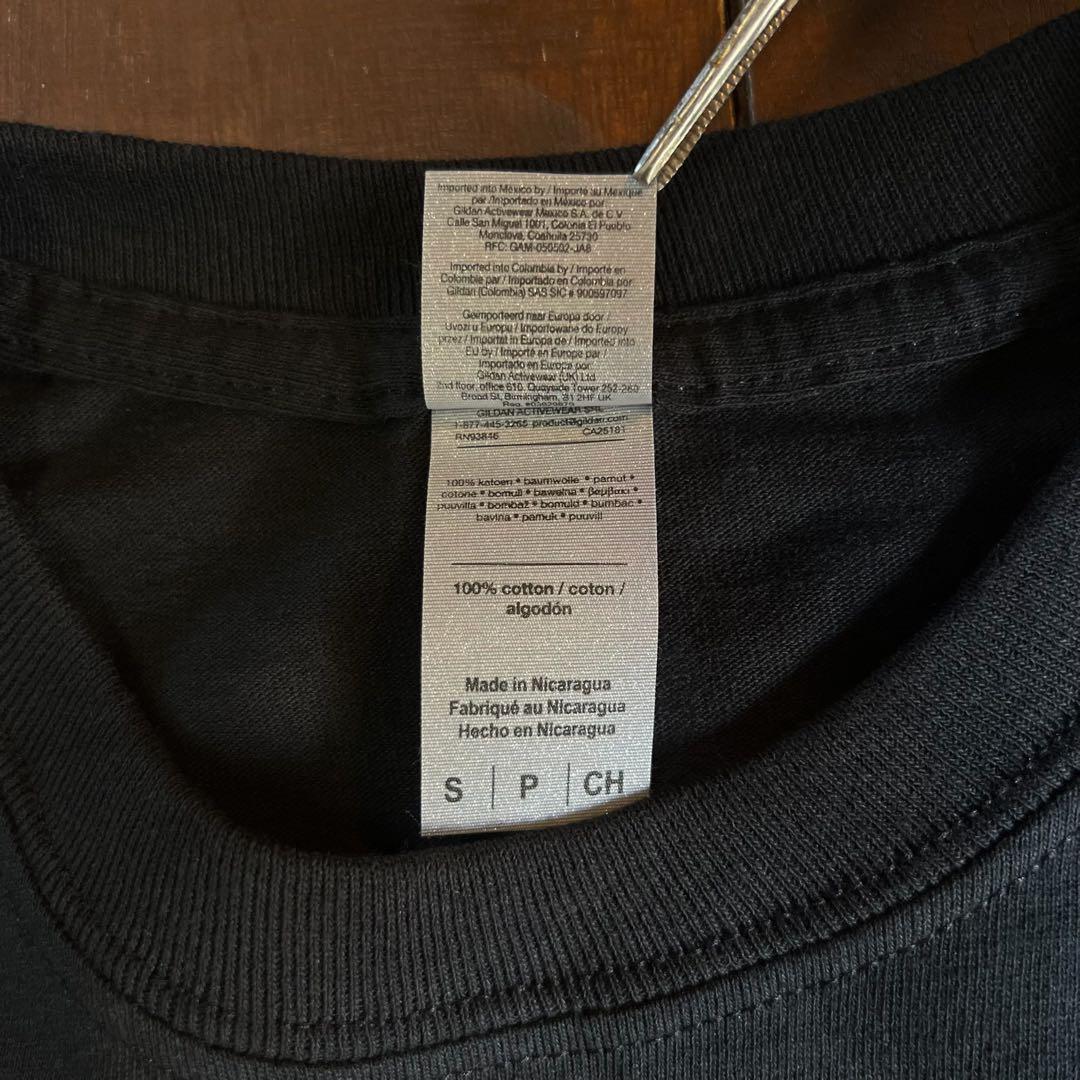 Imported into Mexico by / Importé au Mexique
par /Importado en México por
Gildan Activewear Mexico S.A. de C.V
Calle San Miguel 1001, Colonia El Pueblo
Monclova, Coahuila 25730
RFC: GAM-050502-JA8
Imported into Colombia by / Importé en
Colombie par / Importado en Colombia por
Gildan (Colombia) SAS SIC # 900597097
Geïmporteerd naar Europa door /
Uvozi u Europu / Importowane do Europy
przez / Importat în Europa de / Imported into
EU by / Importé en Europe par /
Importado en Europa por
Gildan Activewear (UK) Ltd
2nd floor, office 610, Quayside Tower 252-260
Broad St, Birmingham, B1 2HF UK
GILDAN ACTIVEWEAR SRL
1-877-445-3265 product@gildan.com
RN93846 CA25181
100% katoen • baumwolle • pamut •
cotone • bomull • bawełna • βαμβάκι •
puuvilla • bombaž • bomuld • bumbac •
bavlna • pamuk • puuvill
100% cotton / coton /
algodón
Made in Nicaragua
Fabriqué au Nicaragua
Hecho en Nicaragua
S | P | CH